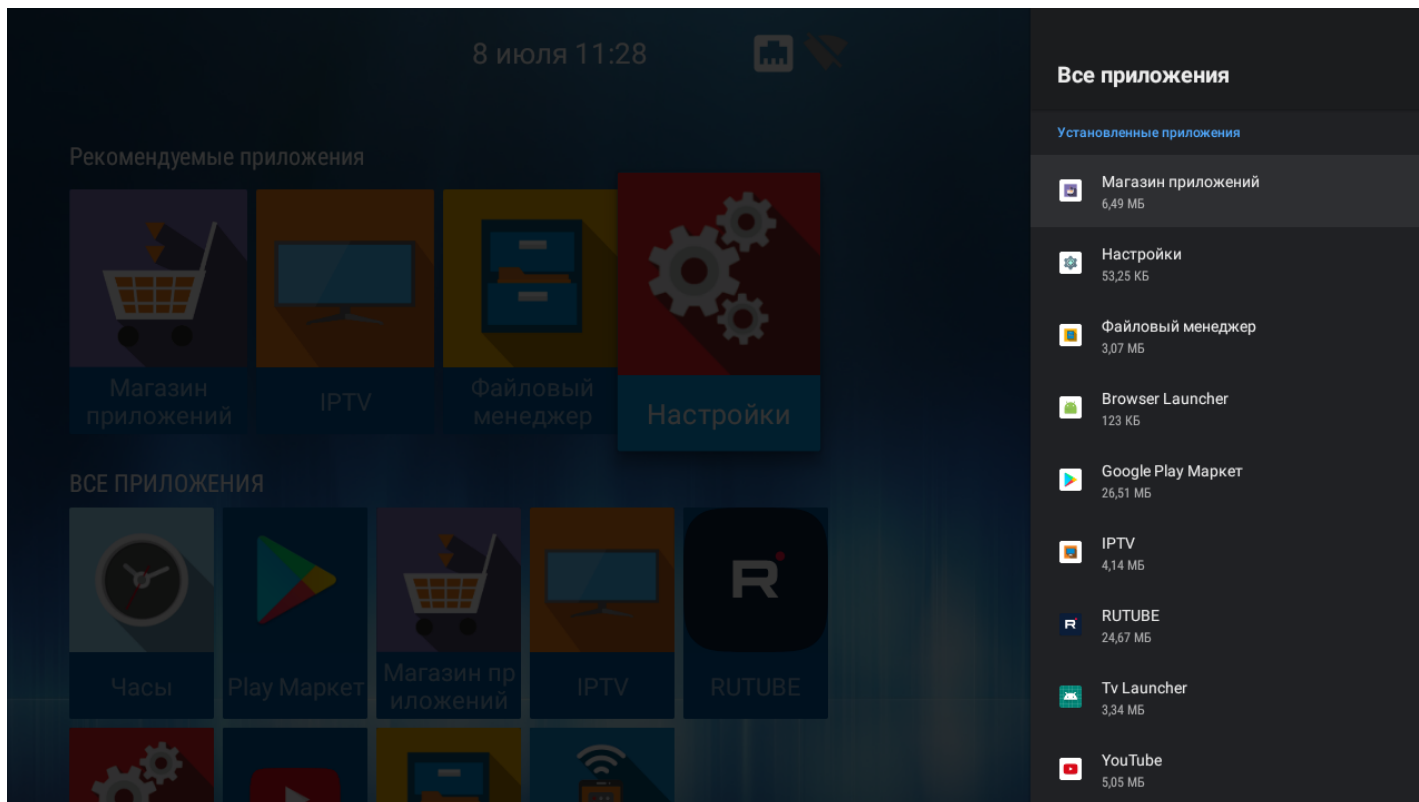 8 июля 11:28
Рекомендуемые приложения
Магазин
приложений
IPTV
Файловый
менеджер
Настройки
ВСЕ ПРИЛОЖЕНИЯ
Часы
Play Маркет
Магазин пр
иложений
IPTV
R
RUTUBE
Все приложения
Установленные приложения
Магазин приложений
6,49 МБ
Настройки
53,25 КБ
Файловый менеджер
3,07 МБ
Browser Launcher
123 КБ
Google Play Маркет
26,51 МБ
IPTV
4,14 МБ
R
RUTUBE
24,67 МБ
Tv Launcher
3,34 МБ
YouTube
5,05 МБ